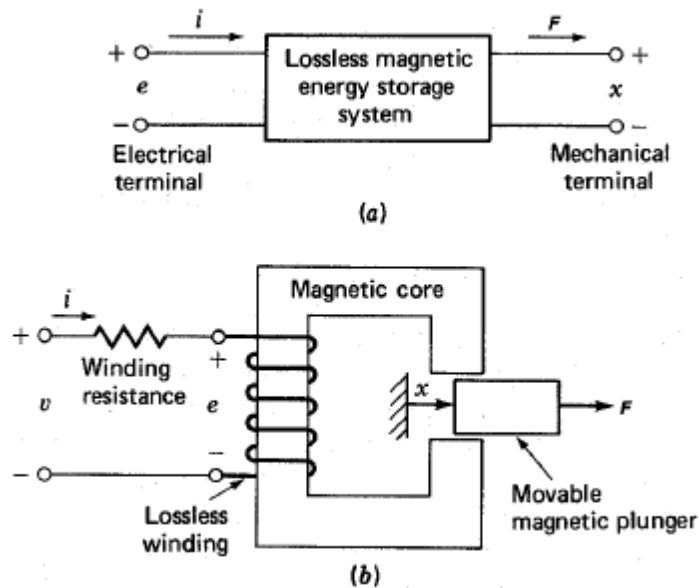 i
F
+
Lossless magnetic
+
e
energy storage
x
−
system
−
Electrical
terminal
Mechanical
terminal
(a)
Magnetic core
i
+
Winding
resistance
+
x
F
v
e
−
−
Lossless
winding
Movable
magnetic plunger
(b)